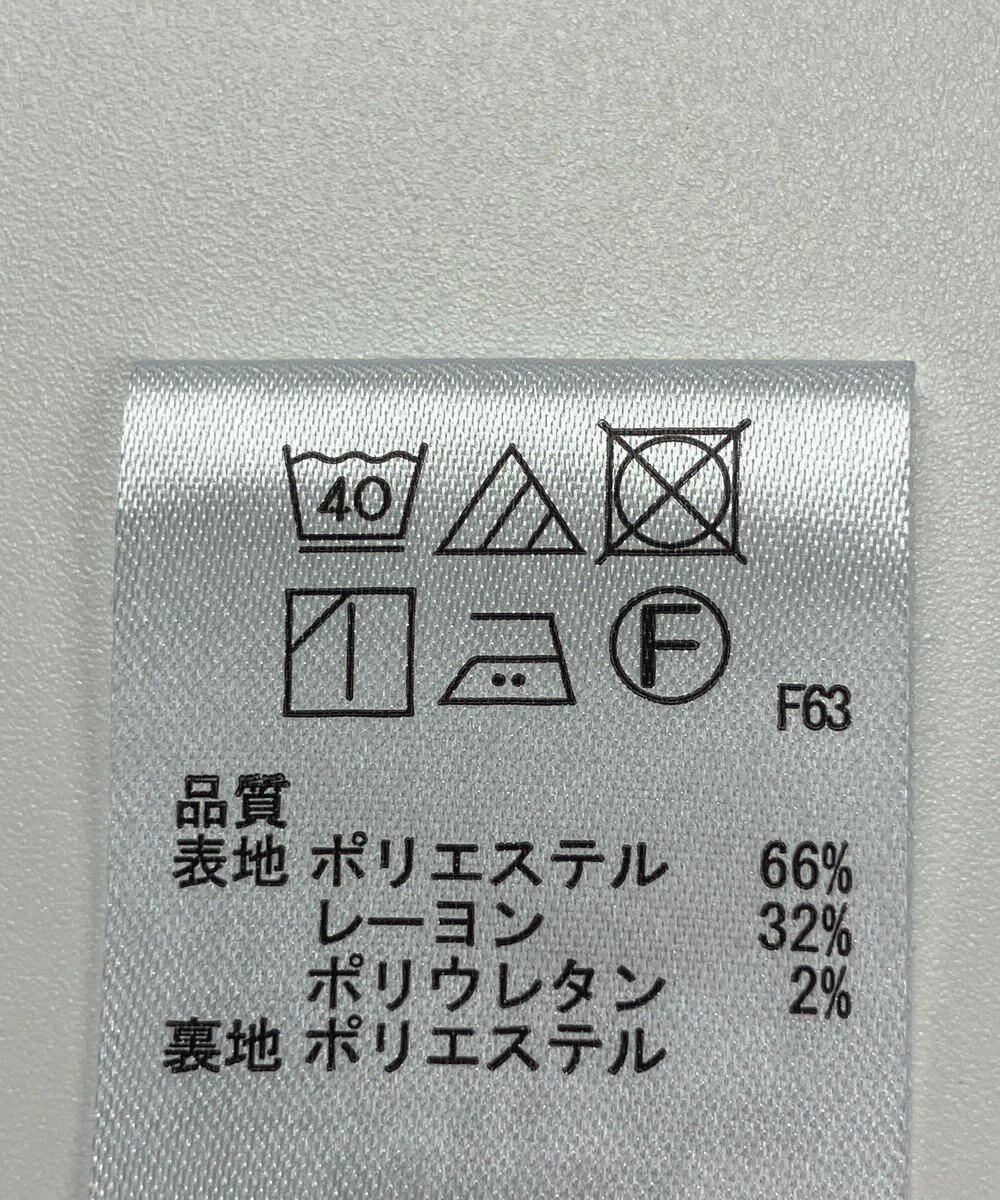 40
F
F63
品質
表地 ポリエステル 66%
レーヨン 32%
ポリウレタン 2%
裏地 ポリエステル